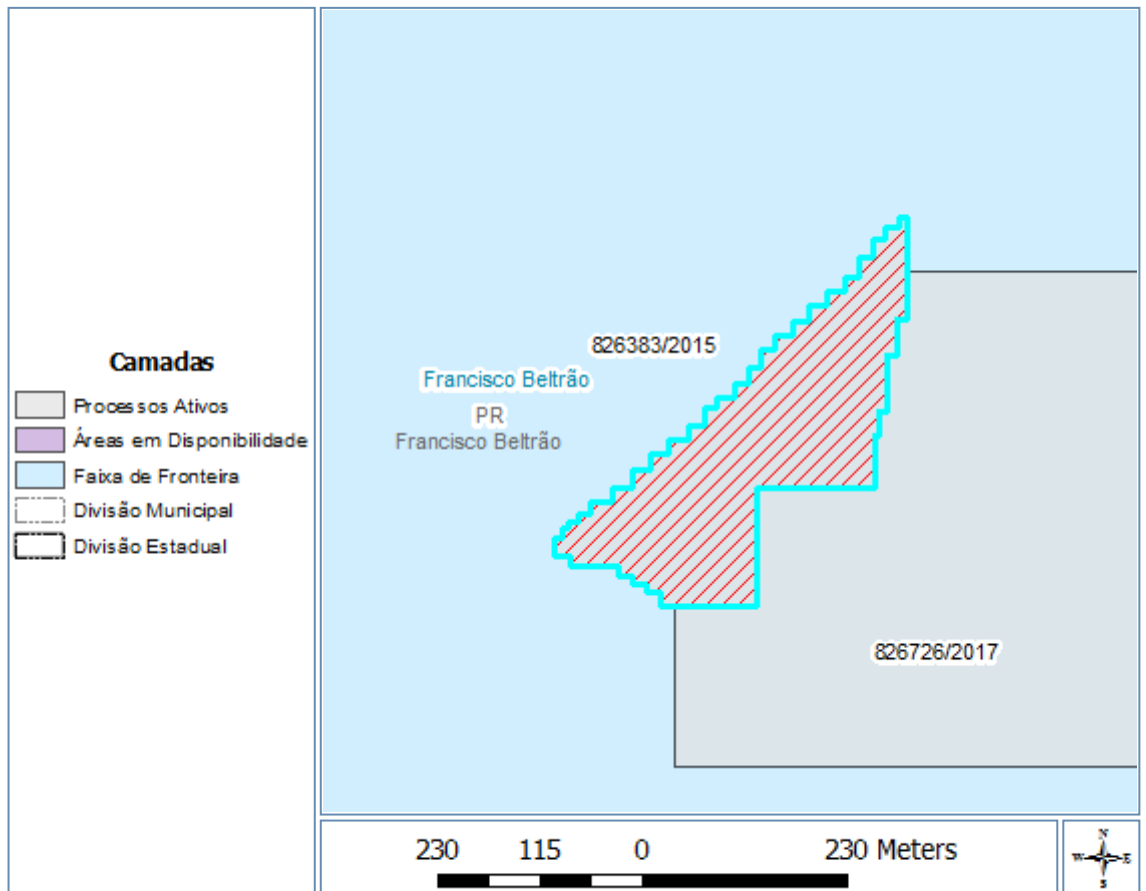 Camadas
Processos Ativos
Áreas em Disponibilidade
Faixa de Fronteira
Divisão Municipal
Divisão Estadual
826383/2015
Francisco Beltrão
PR
Francisco Beltrão
826726/2017
230 115 0 230 Meters
N
W E
S